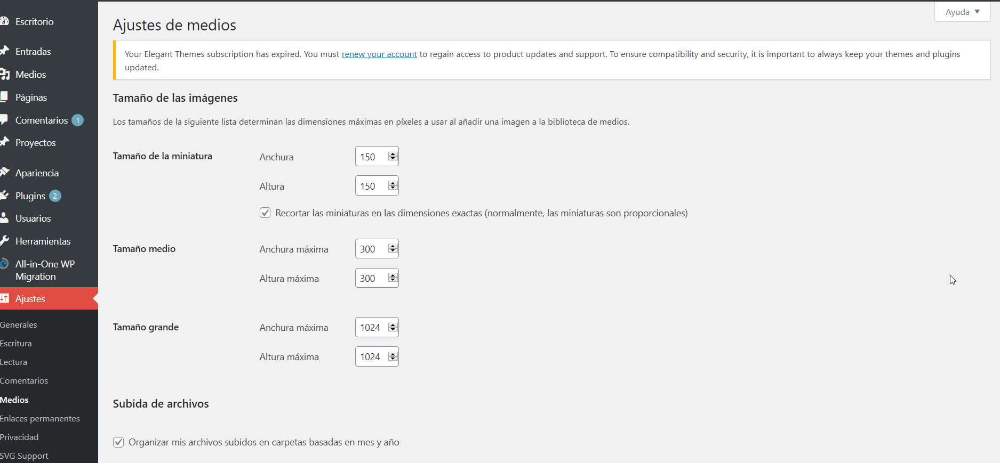 Escritorio
Entradas
Medios
Páginas
Comentarios 1
Proyectos
Apariencia
Plugins 2
Usuarios
Herramientas
All-in-One WP
Migration
Ajustes
Generales
Escritura
Lectura
Comentarios
Medios
Enlaces permanentes
Privacidad
SVG Support
Ayuda
Ajustes de medios
Your Elegant Themes subscription has expired. You must renew your account to regain access to product updates and support. To ensure compatibility and security, it is important to always keep your themes and plugins
updated.
Tamaño de las imágenes
Los tamaños de la siguiente lista determinan las dimensiones máximas en píxeles a usar al añadir una imagen a la biblioteca de medios.
Tamaño de la miniatura Anchura 150
Altura 150
Recortar las miniaturas en las dimensiones exactas (normalmente, las miniaturas son proporcionales)
Tamaño medio Anchura máxima 300
Altura máxima 300
Tamaño grande Anchura máxima 1024
Altura máxima 1024
Subida de archivos
Organizar mis archivos subidos en carpetas basadas en mes y año